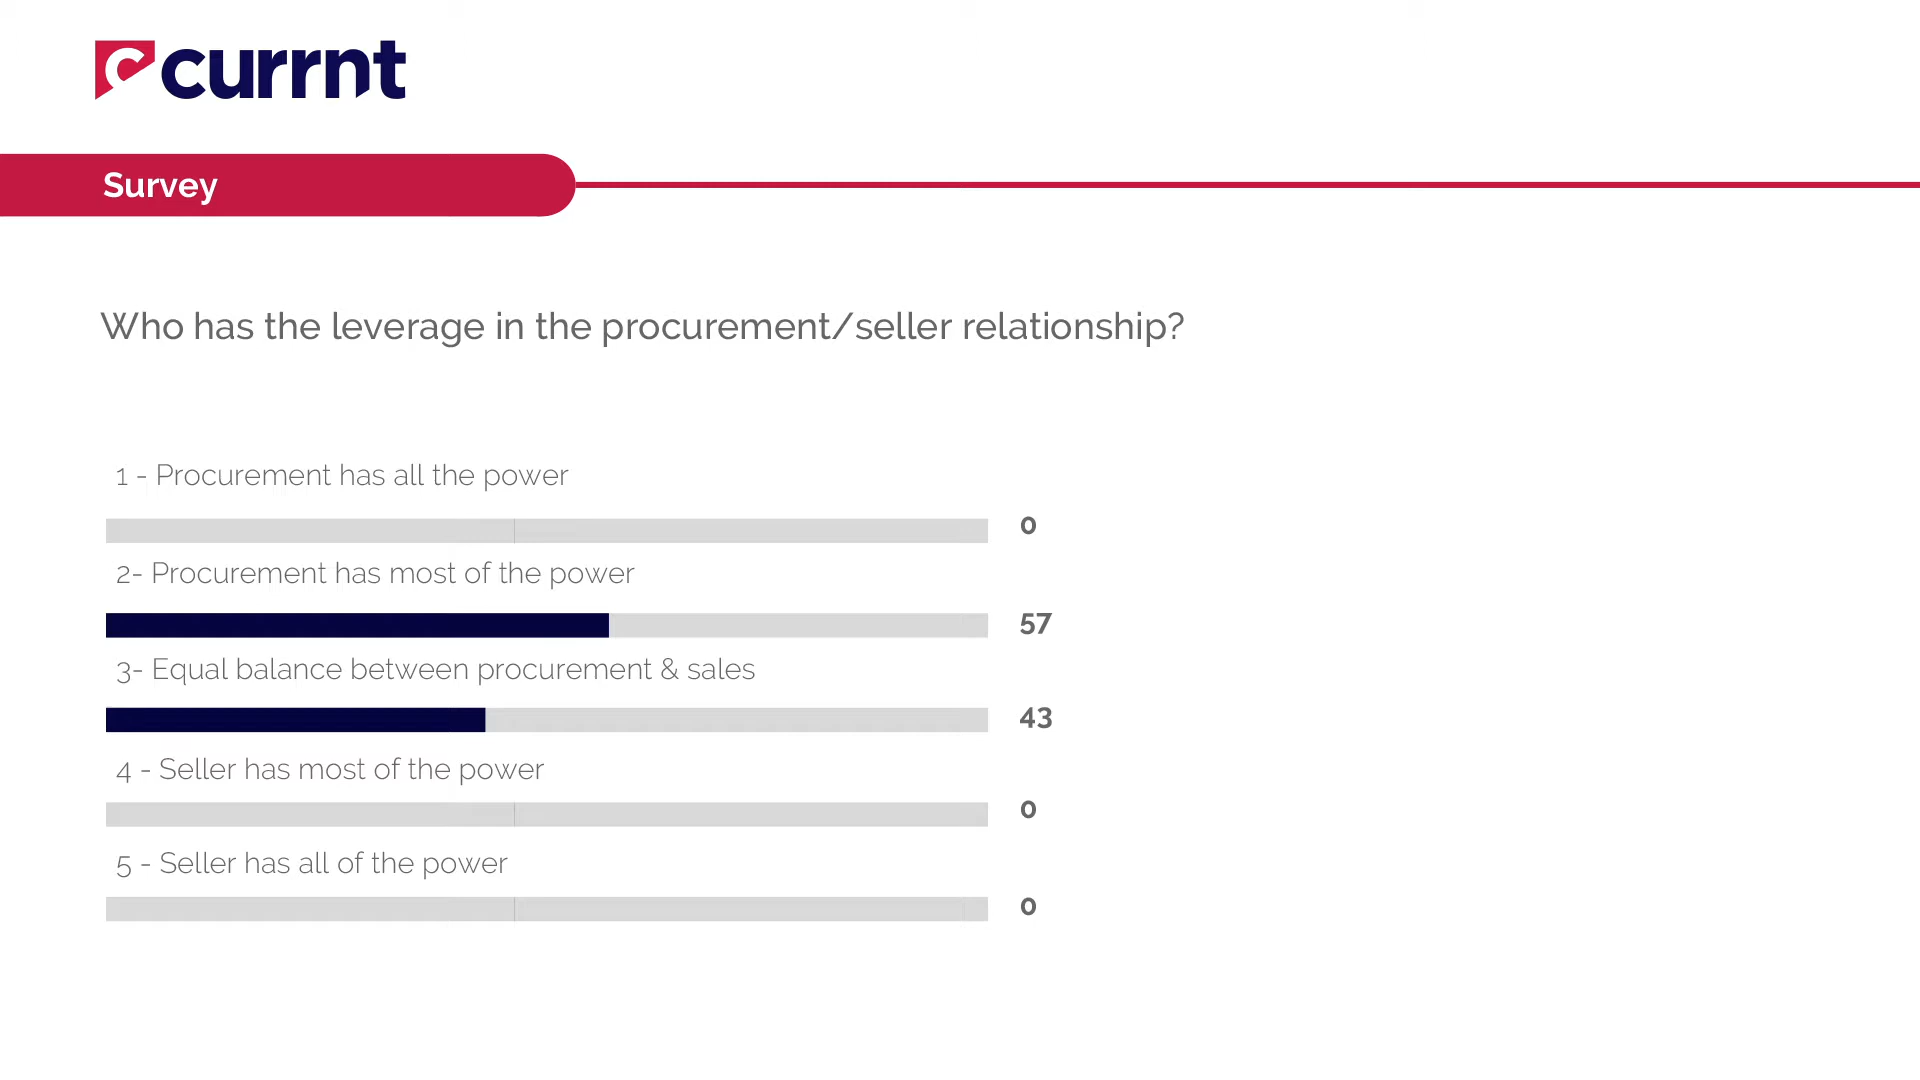 currnt
Survey
Who has the leverage in the procurement/seller relationship?
1 - Procurement has all the power
0
2- Procurement has most of the power
57
3- Equal balance between procurement & sales
43
4 - Seller has most of the power
0
5 - Seller has all of the power
0